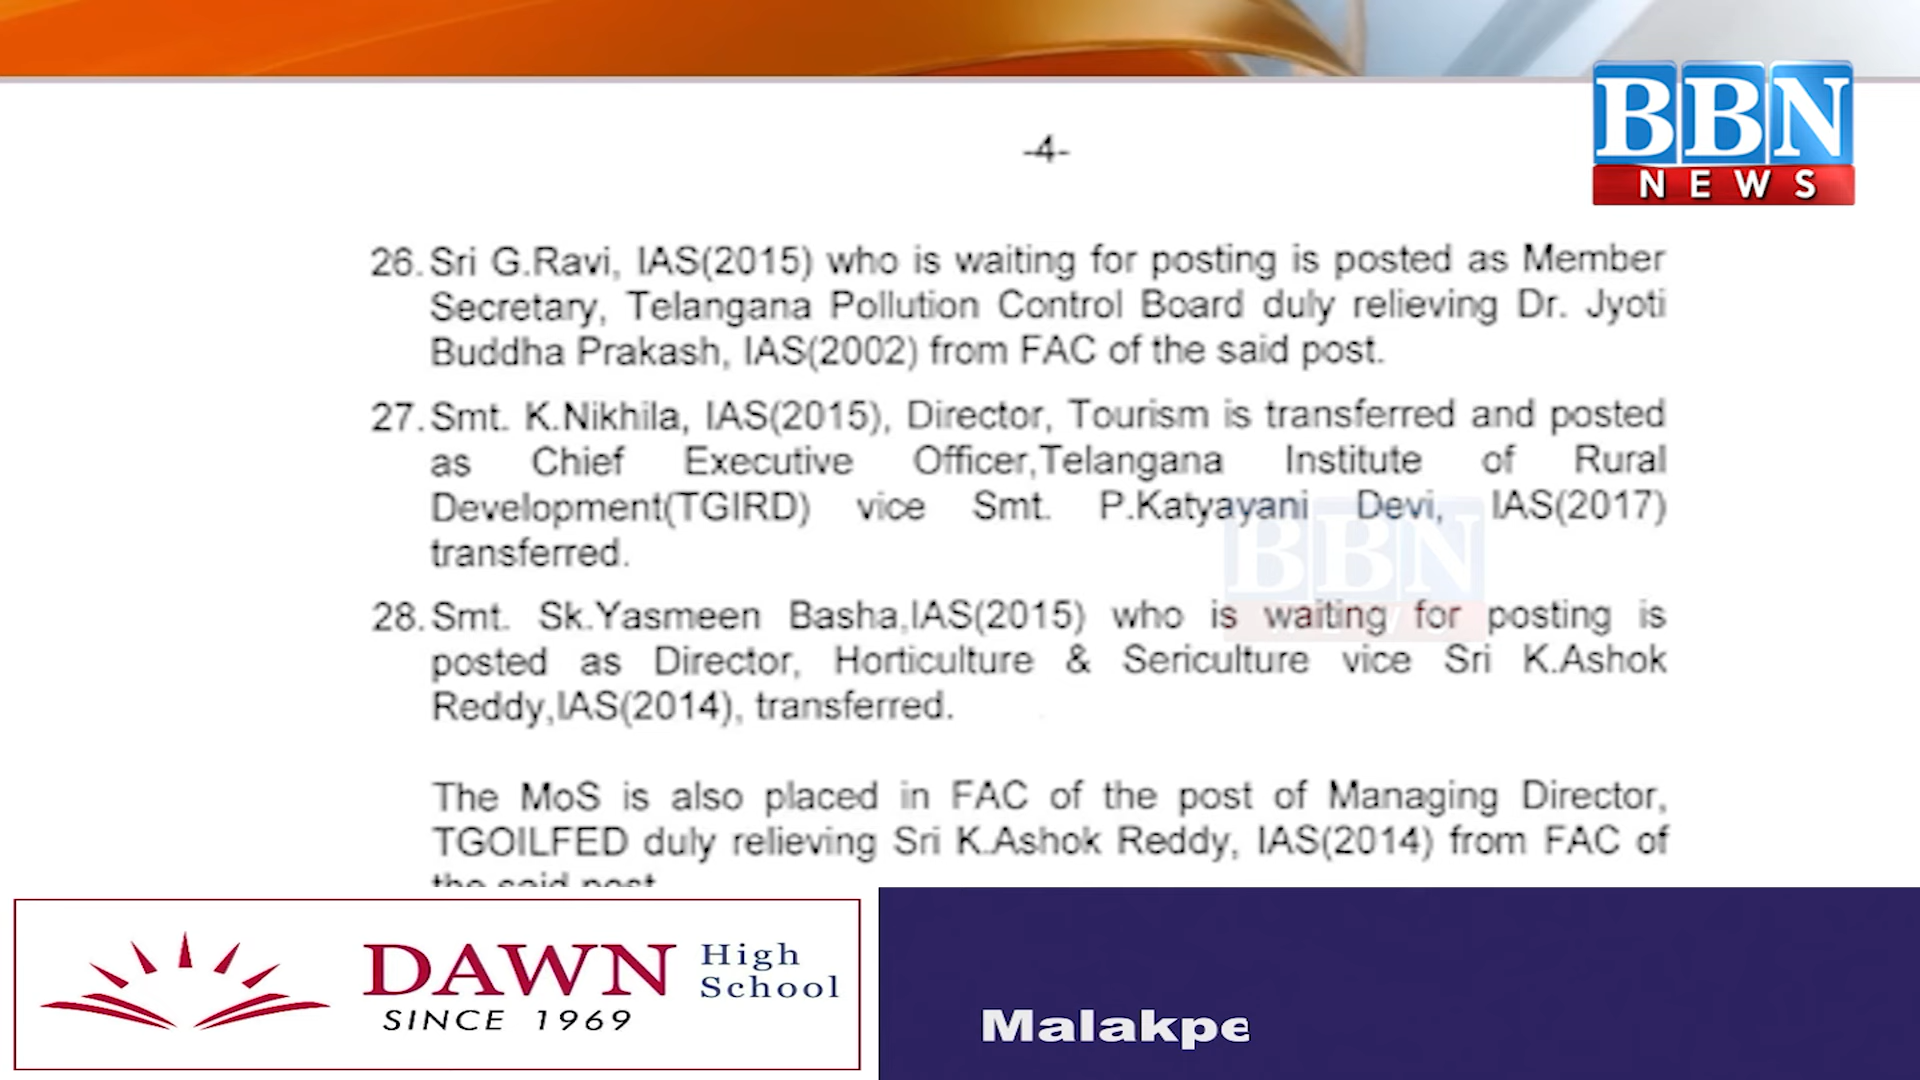 BBN
NEWS
-4-
26. Sri G.Ravi, IAS(2015) who is waiting for posting is posted as Member
Secretary, Telangana Pollution Control Board duly relieving Dr. Jyoti
Buddha Prakash, IAS(2002) from FAC of the said post.
27. Smt. K.Nikhila, IAS(2015), Director, Tourism is transferred and posted
as Chief Executive Officer,Telangana Institute of Rural
Development(TGIRD) vice Smt. P.Katyayani Devi, IAS(2017)
transferred.
BBN
NEWS
28. Smt. Sk.Yasmeen Basha,IAS(2015) who is waiting for posting is
posted as Director, Horticulture & Sericulture vice Sri K.Ashok
Reddy,IAS(2014), transferred.
The MoS is also placed in FAC of the post of Managing Director,
TGOILFED duly relieving Sri K.Ashok Reddy, IAS(2014) from FAC of
the said post
DAWN High School
SINCE 1969
Malakpe